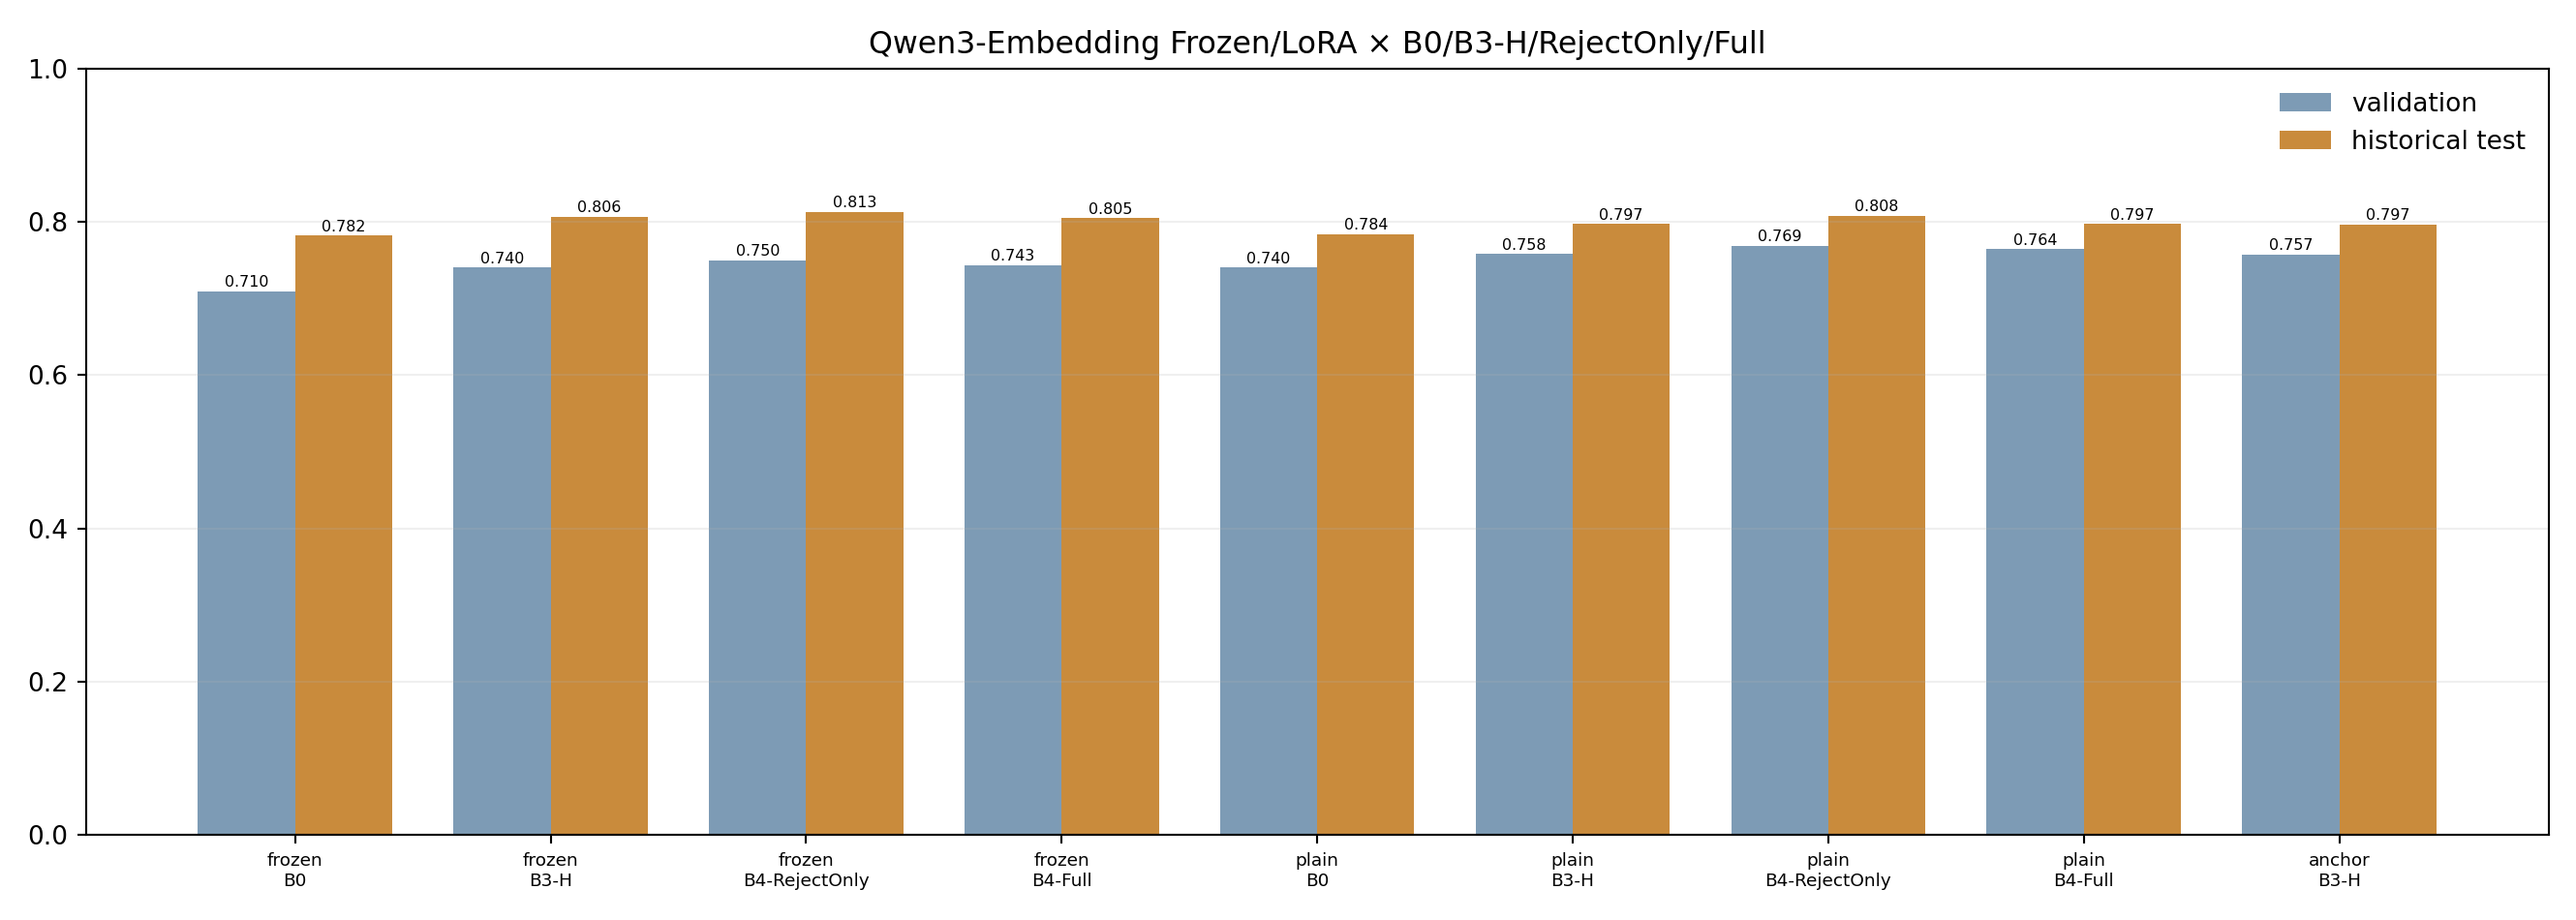 Qwen3-Embedding Frozen/LoRA × B0/B3-H/RejectOnly/Full
validation
historical test
1.0
0.8
0.6
0.4
0.2
0.0
0.710
0.782
0.740
0.806
0.750
0.813
0.743
0.805
0.740
0.784
0.758
0.797
0.769
0.808
0.764
0.797
0.757
0.797
frozen
B0
frozen
B3-H
frozen
B4-RejectOnly
frozen
B4-Full
plain
B0
plain
B3-H
plain
B4-RejectOnly
plain
B4-Full
anchor
B3-H